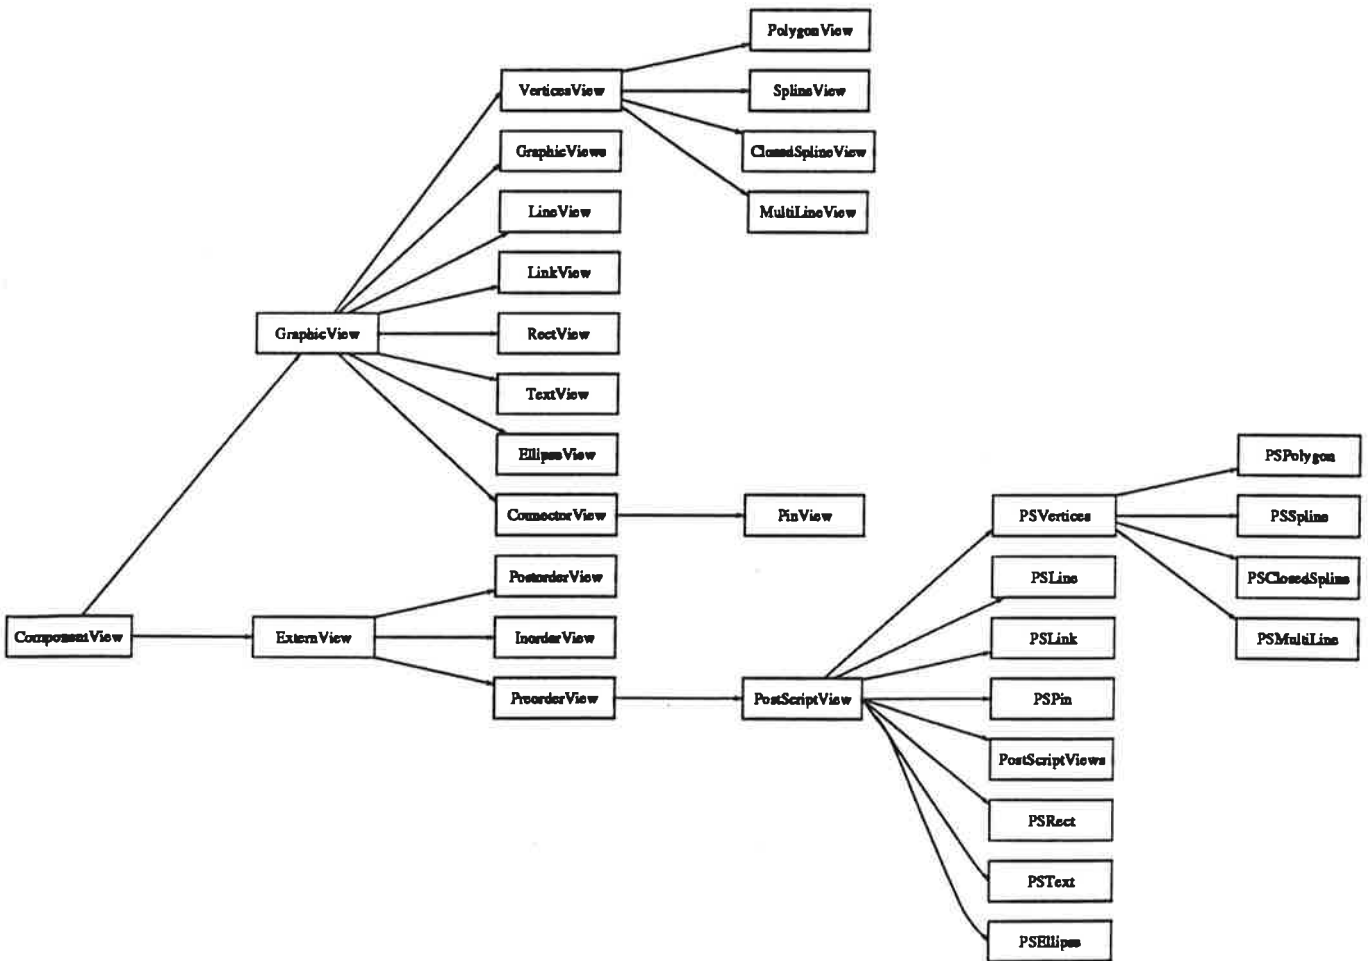 PolygonView
VerticesView
SplineView
GraphicViews
ClosedSplineView
LineView
MultiLineView
LinkView
GraphicView
RectView
TextView
EllipseView
PSPolygon
ConnectorView
PinView
PSVertices
PSSpline
PostorderView
PSLine
PSClosedSpline
ComponentView
ExternView
InorderView
PSLink
PSMultiLine
PreorderView
PostScriptView
PSPin
PostScriptViews
PSRect
PSText
PSEllipse